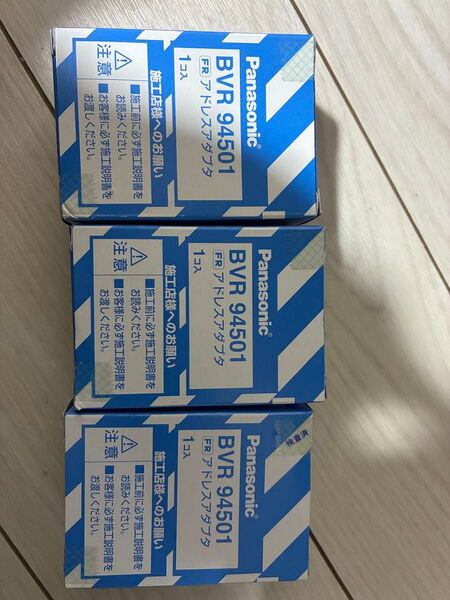 Panasonic®
BVR 94501
FR アドレスアダプタ
1コ入
施工店様へのお願い
注意
■施工前に必ず施工説明書を
お読みください。
■お客様に必ず施工説明書を
お渡しください。
Panasonic®
BVR 94501
FR アドレスアダプタ
1コ入
施工店様へのお願い
注意
■施工前に必ず施工説明書を
お読みください。
■お客様に必ず施工説明書を
お渡しください。
検査済
Panasonic®
BVR 94501
FR アドレスアダプタ
1コ入
施工店様へのお願い
注意
■施工前に必ず施工説明書を
お読みください。
■お客様に必ず施工説明書を
お渡しください。